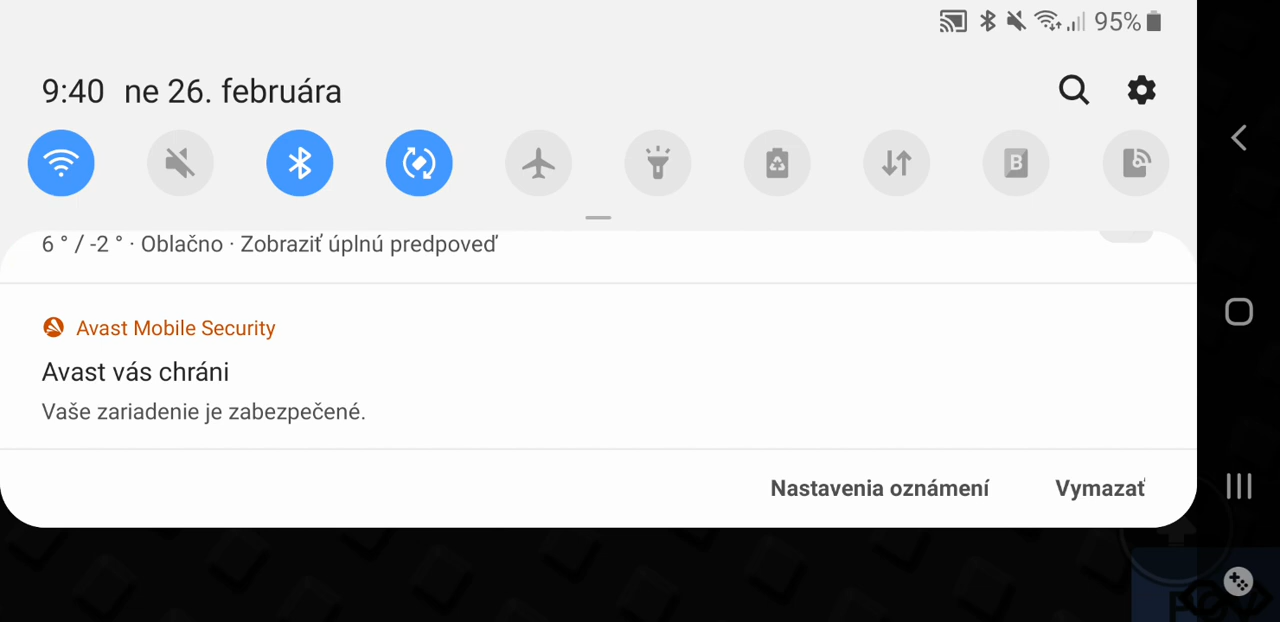 95%
9:40 ne 26. februára
B
6 ° / -2 ° · Oblačno · Zobraziť úplnú predpoveď
Avast Mobile Security
Avast vás chráni
Vaše zariadenie je zabezpečené.
Nastavenia oznámení Vymazať